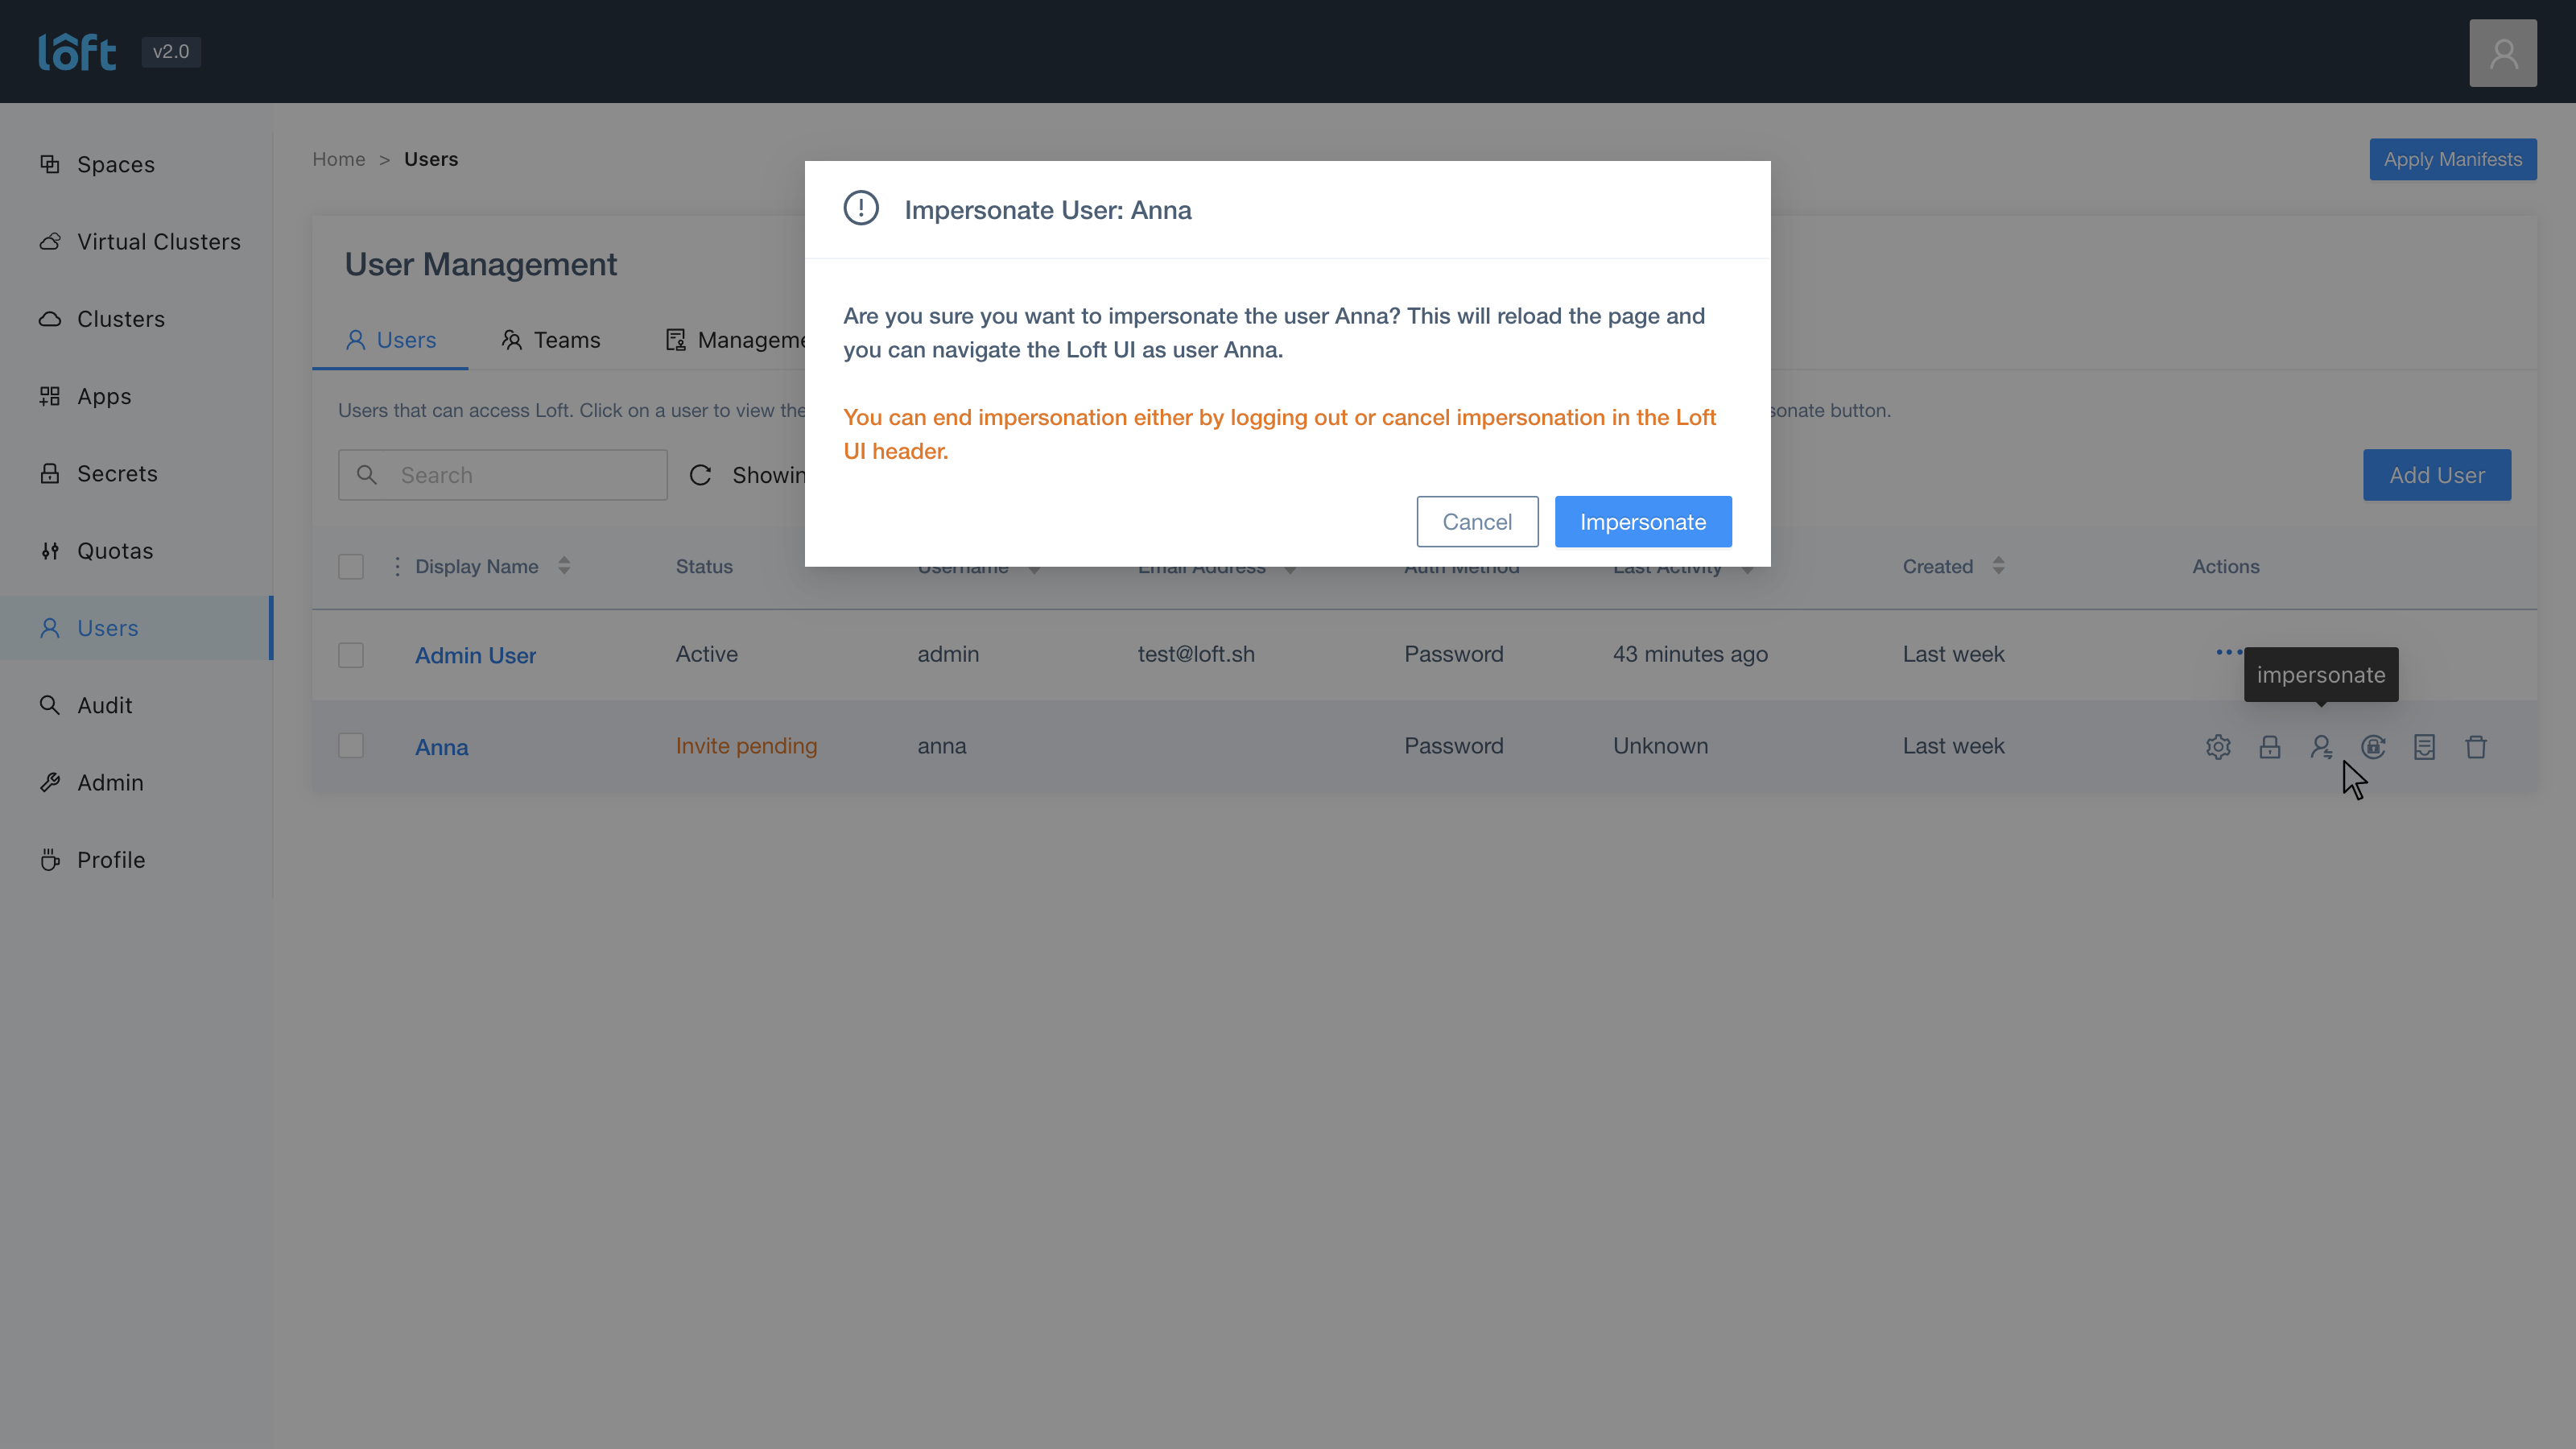 lôft v2.0
Home > Users
Apply Manifests
Spaces
Virtual Clusters
Clusters
Apps
Secrets
Quotas
Users
Audit
Admin
Profile
User Management
Users Teams
Users that can access Loft. Click on a user to view the
button.
Search
Add User
Impersonate User: Anna
Are you sure you want to impersonate the user Anna? This will reload the page and
you can navigate the Loft UI as user Anna.
You can end impersonation either by logging out or cancel impersonation in the Loft
UI header.
Cancel Impersonate
Display Name Status Username Email Address Auth Method Last Activity Created Actions
Admin User Active admin test@loft.sh Password 43 minutes ago Last week
impersonate
Anna Invite pending anna Password Unknown Last week